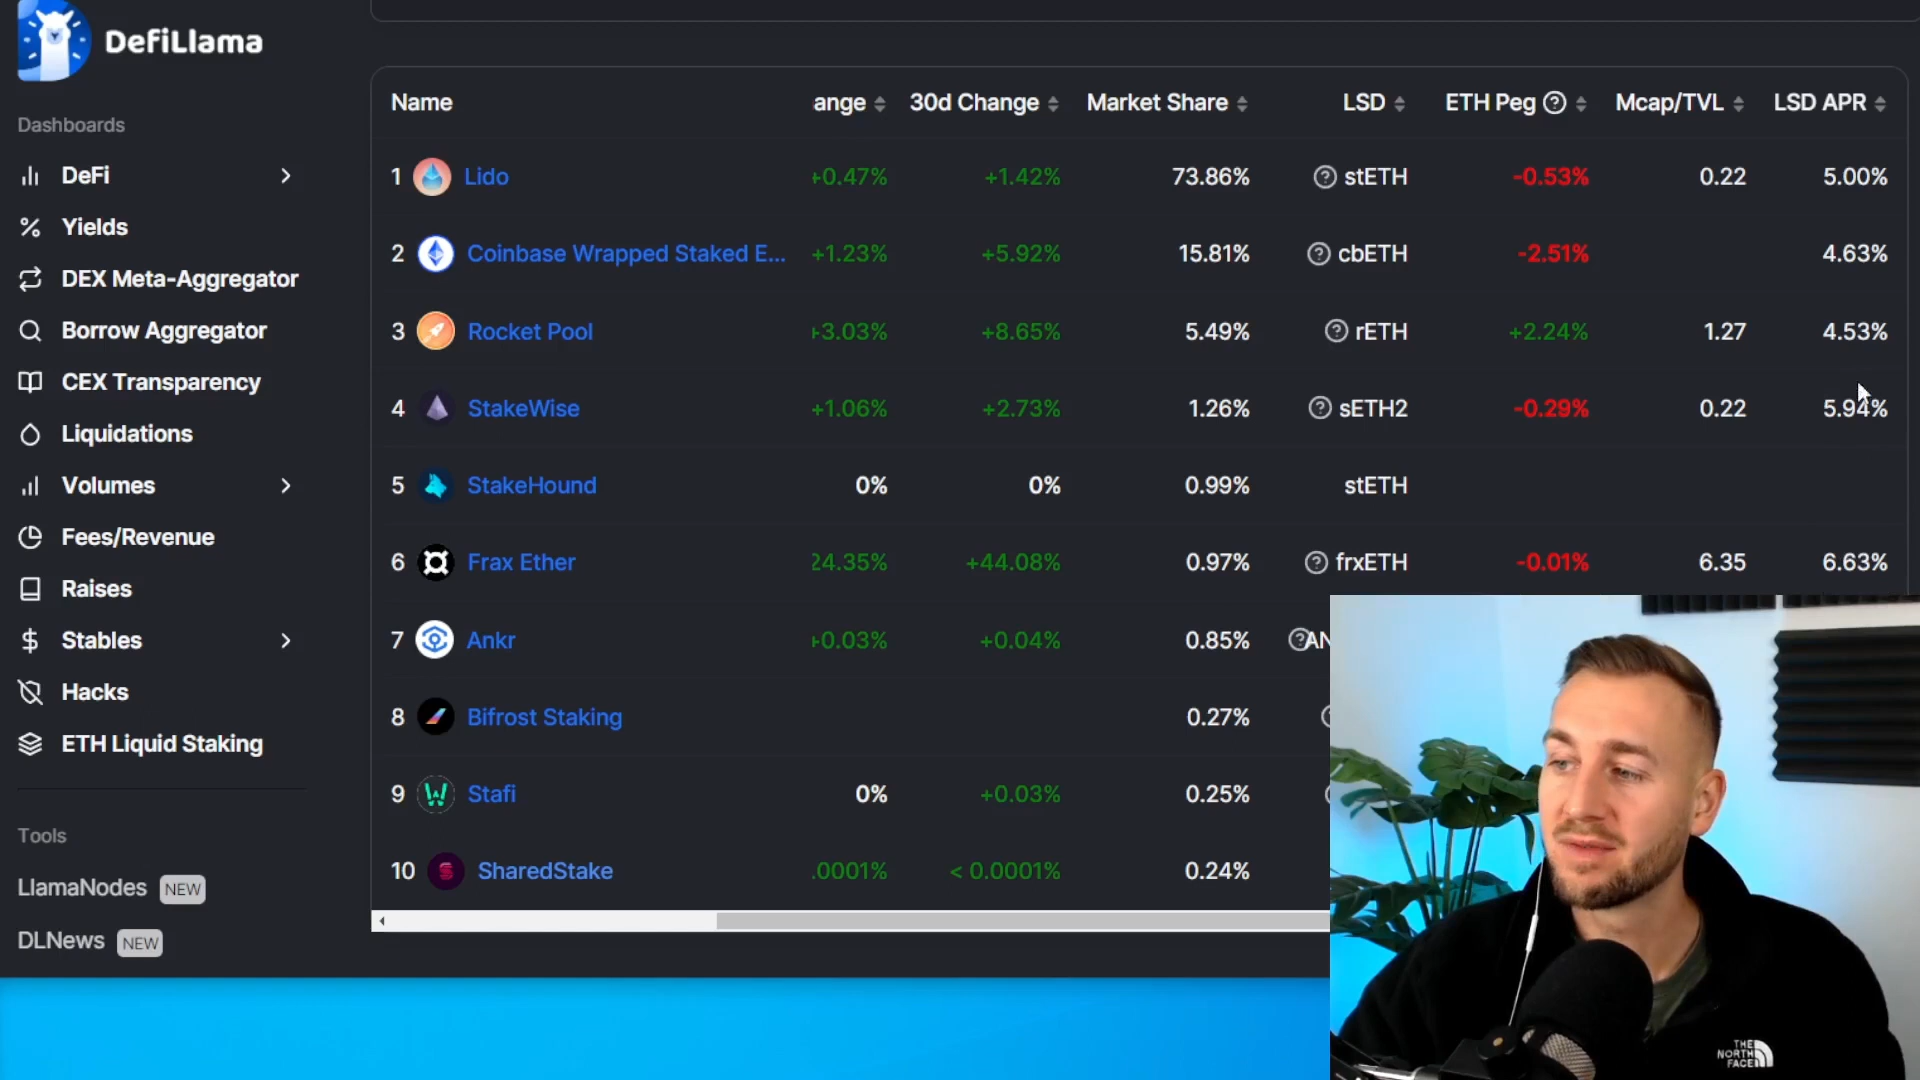 DefiLlama
Dashboards
DeFi
Yields
DEX Meta-Aggregator
Borrow Aggregator
CEX Transparency
Liquidations
Volumes
Fees/Revenue
Raises
Stables
Hacks
ETH Liquid Staking
Tools
LlamaNodes NEW
DLNews NEW
Name ange 30d Change Market Share LSD ETH Peg Mcap/TVL LSD APR
1 Lido +0.47% +1.42% 73.86% stETH -0.53% 0.22 5.00%
2 Coinbase Wrapped Staked E... +1.23% +5.92% 15.81% cbETH -2.51% 4.63%
3 Rocket Pool +3.03% +8.65% 5.49% rETH +2.24% 1.27 4.53%
4 StakeWise +1.06% +2.73% 1.26% sETH2 -0.29% 0.22 5.94%
5 StakeHound 0% 0% 0.99% stETH
6 Frax Ether 24.35% +44.08% 0.97% frxETH -0.01% 6.35 6.63%
7 Ankr +0.03% +0.04% 0.85% AN
8 Bifrost Staking 0.27%
9 Stafi 0% +0.03% 0.25%
10 SharedStake .0001% < 0.0001% 0.24%
THE
NORTH
FACE